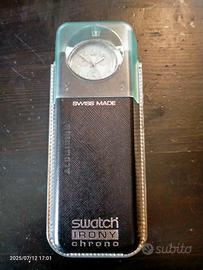 SWISS MADE
swatch
IRONY
chrono
2025/07/12 17:01
subito